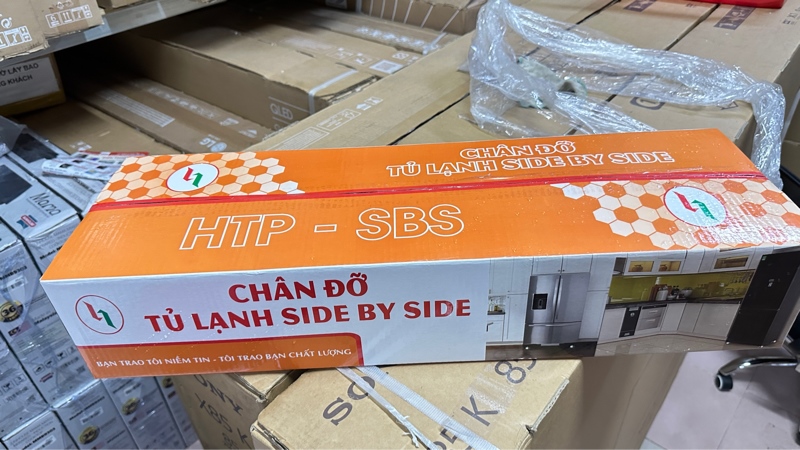 CHÂN ĐỠ
TỦ LẠNH SIDE BY SIDE
HTP - SBS
CHÂN ĐỠ
TỦ LẠNH SIDE BY SIDE
BẠN TRAO TÔI NIỀM TIN - TÔI TRAO BẠN CHẤT LƯỢNG
QLED